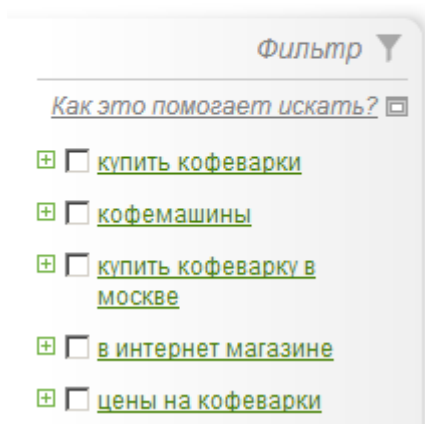 Фильтр
Как это помогает искать?
купить кофеварки
кофемашины
купить кофеварку в
москве
в интернет магазине
цены на кофеварки